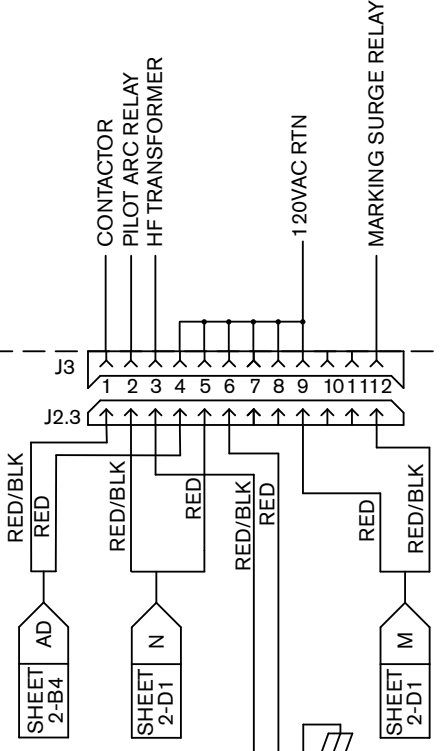 CONTACTOR
PILOT ARC RELAY
HF TRANSFORMER
120VAC RTN
MARKING SURGE RELAY
J3
1 2 3 4 5 6 7 8 9 10 11 12
J2.3
RED/BLK
RED
RED/BLK
RED
RED/BLK
RED
RED
RED/BLK
AD
SHEET
2-B4
N
SHEET
2-D1
M
SHEET
2-D1